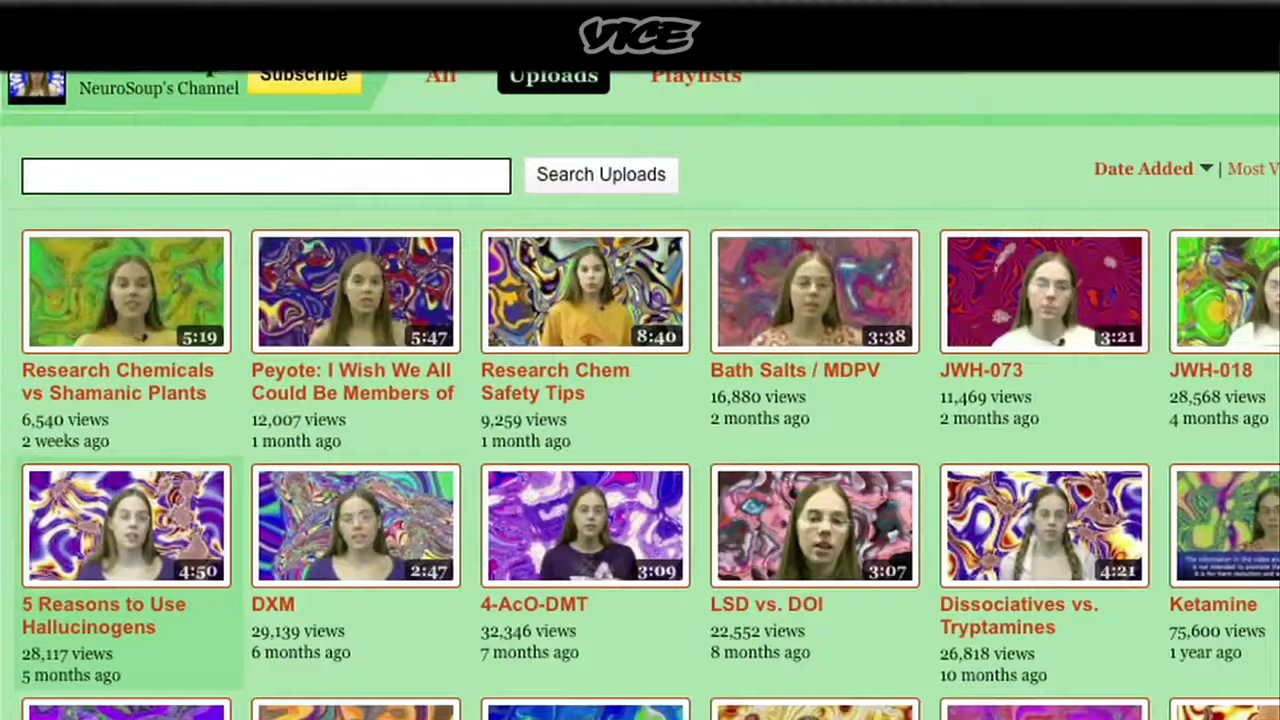 VICE
NeuroSoup's Channel
Subscribe
All
Uploads
Playlists
Search Uploads
Date Added | Most V
5:19
5:47
8:40
3:38
3:21
Research Chemicals
vs Shamanic Plants
6,540 views
2 weeks ago
Peyote: I Wish We All
Could Be Members of
12,007 views
1 month ago
Research Chem
Safety Tips
9,259 views
1 month ago
Bath Salts / MDPV
16,880 views
2 months ago
JWH-073
11,469 views
2 months ago
JWH-018
28,568 views
4 months ago
4:50
2:47
3:09
3:07
4:21
5 Reasons to Use
Hallucinogens
28,117 views
5 months ago
DXM
29,139 views
6 months ago
4-AcO-DMT
32,346 views
7 months ago
LSD vs. DOI
22,552 views
8 months ago
Dissociatives vs.
Tryptamines
26,818 views
10 months ago
Ketamine
75,600 views
1 year ago